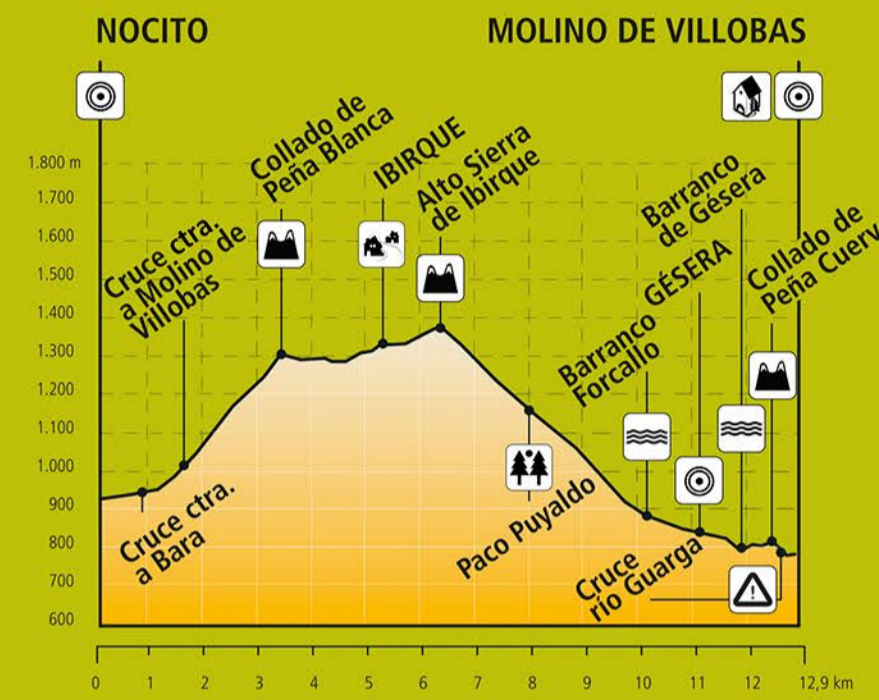 NOCITO
MOLINO DE VILLOBAS
Collado de
Peña Blanca
IBIRQUE
Alto Sierra
de Ibirque
Barranco
de Gésera
Cruce ctra.
a Molino de
Villobas
GÉSERA
Collado de
Peña Cuerv
Barranco
Forcallo
1.800 m
1.700
1.600
1.500
1.400
1.300
1.200
1.100
1.000
900
800
700
600
Cruce ctra.
a Bara
Paco Puyaldo
Cruce
río Guarga
!
0 1 2 3 4 5 6 7 8 9 10 11 12 12,9 km